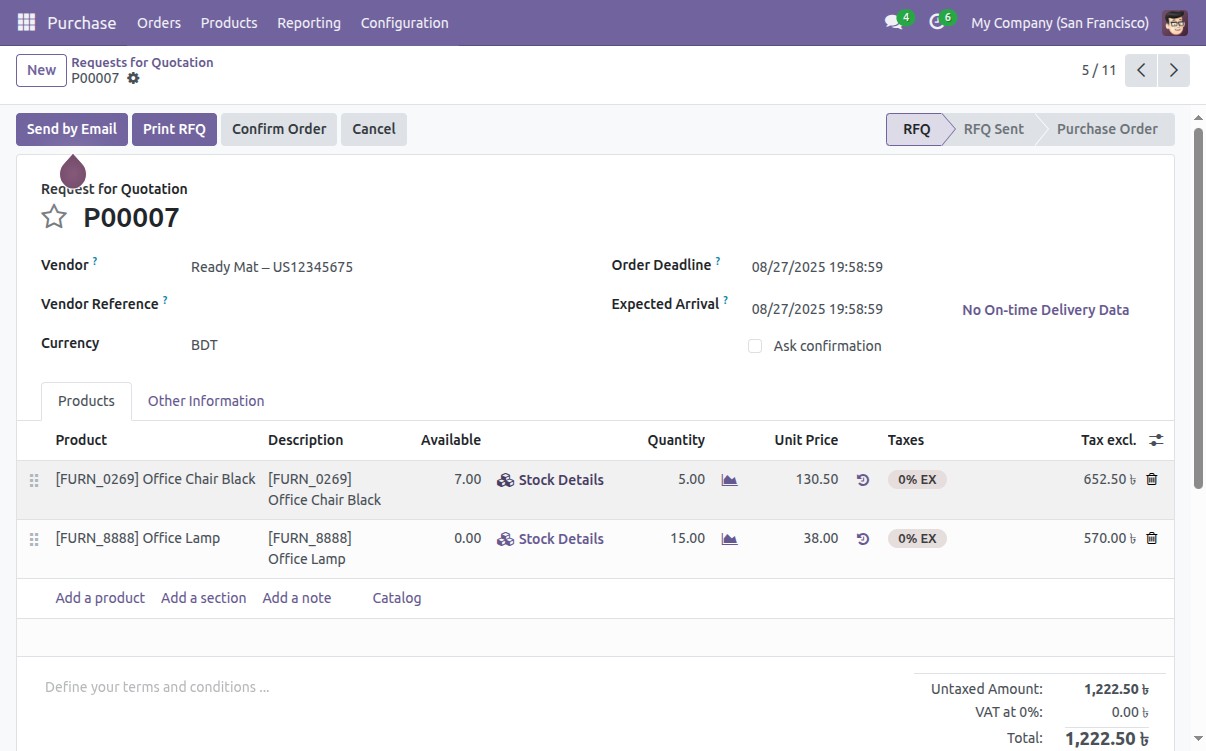 Purchase Orders Products Reporting Configuration 4 6 My Company (San Francisco)
New Requests for Quotation
P00007 5 / 11
Send by Email Print RFQ Confirm Order Cancel RFQ RFQ Sent Purchase Order
Request for Quotation
P00007
Vendor ? Ready Mat – US12345675 Order Deadline ? 08/27/2025 19:58:59
Vendor Reference ? Expected Arrival ? 08/27/2025 19:58:59 No On-time Delivery Data
Currency BDT Ask confirmation
Products Other Information
Product Description Available Quantity Unit Price Taxes Tax excl.
[FURN_0269] Office Chair Black [FURN_0269] 7.00 Stock Details 5.00 130.50 0% EX 652.50 ৳
Office Chair Black
[FURN_8888] Office Lamp [FURN_8888] 0.00 Stock Details 15.00 38.00 0% EX 570.00 ৳
Office Lamp
Add a product Add a section Add a note Catalog
Define your terms and conditions ... Untaxed Amount: 1,222.50 ৳
VAT at 0%: 0.00 ৳
Total: 1,222.50 ৳